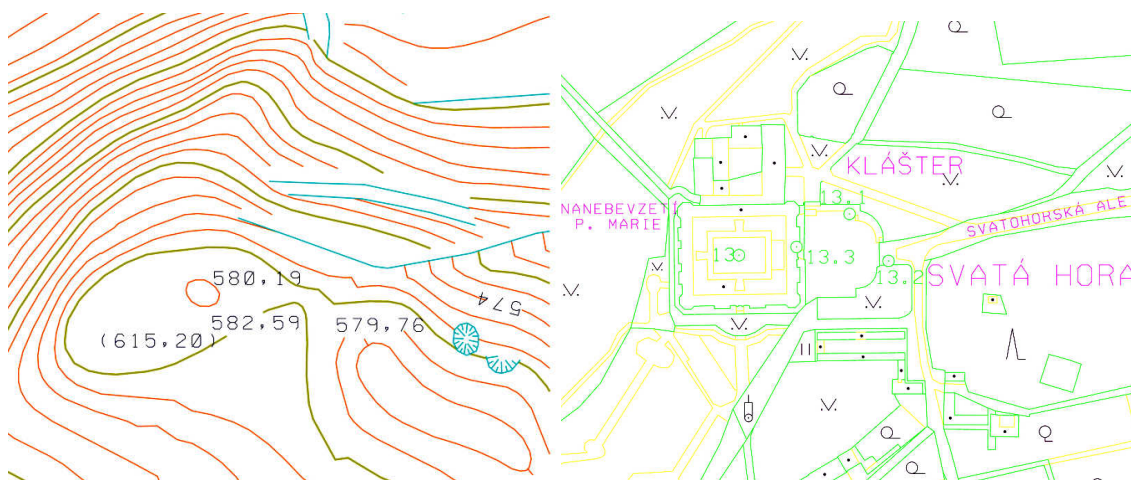 580,19
582,59
579,76
(615,20)
574
KLÁŠTER
NANEBEVZETÍ
P. MARIE
13.1
13
13.3
13.2
SVATOHORSKÁ ALE
SVATÁ HORA